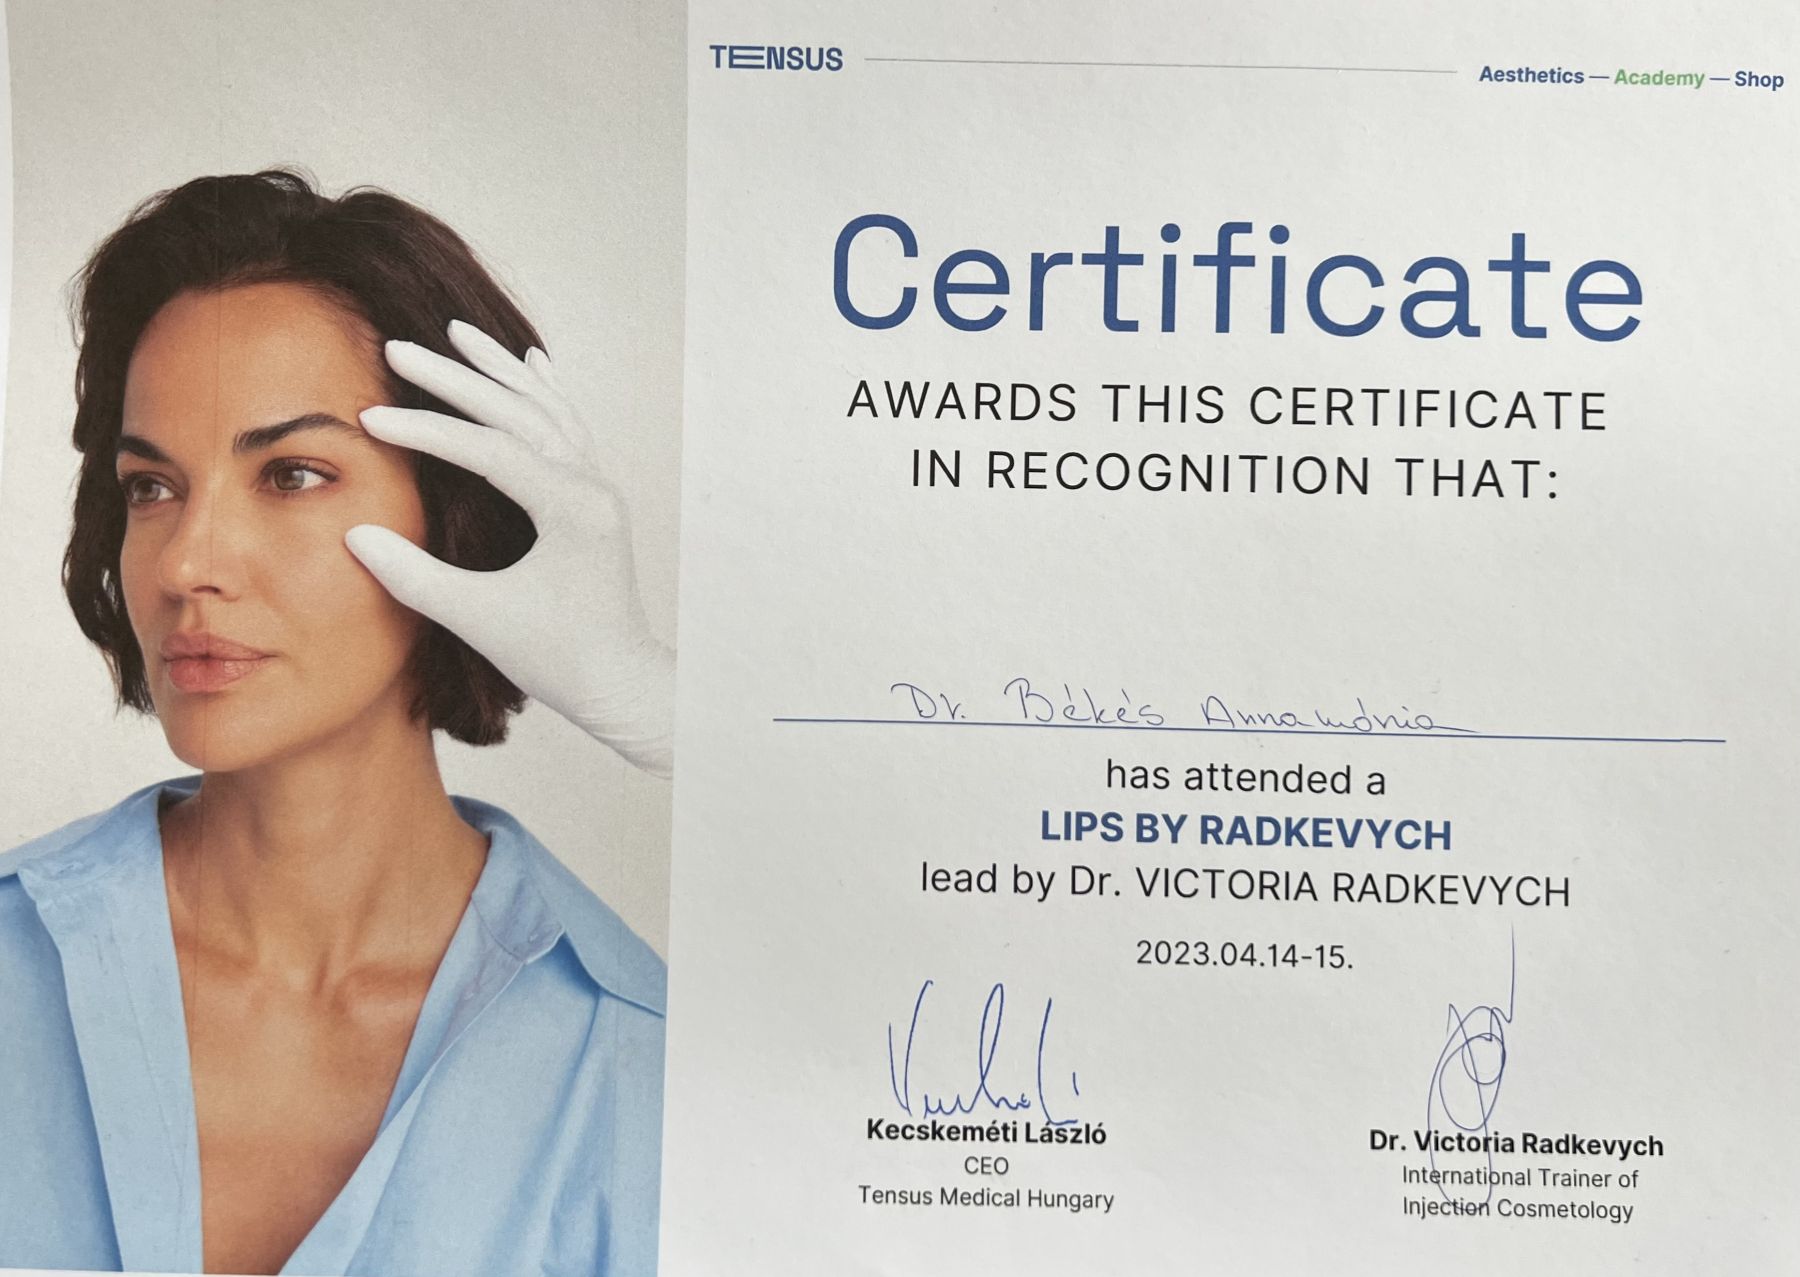 TENSUS
Aesthetics — Academy — Shop
Certificate
AWARDS THIS CERTIFICATE
IN RECOGNITION THAT:
Dr. Békés Annamónia
has attended a
LIPS BY RADKEVYCH
lead by Dr. VICTORIA RADKEVYCH
2023.04.14-15.
Kecskeméti László
CEO
Tensus Medical Hungary
Dr. Victoria Radkevych
International Trainer of
Injection Cosmetology